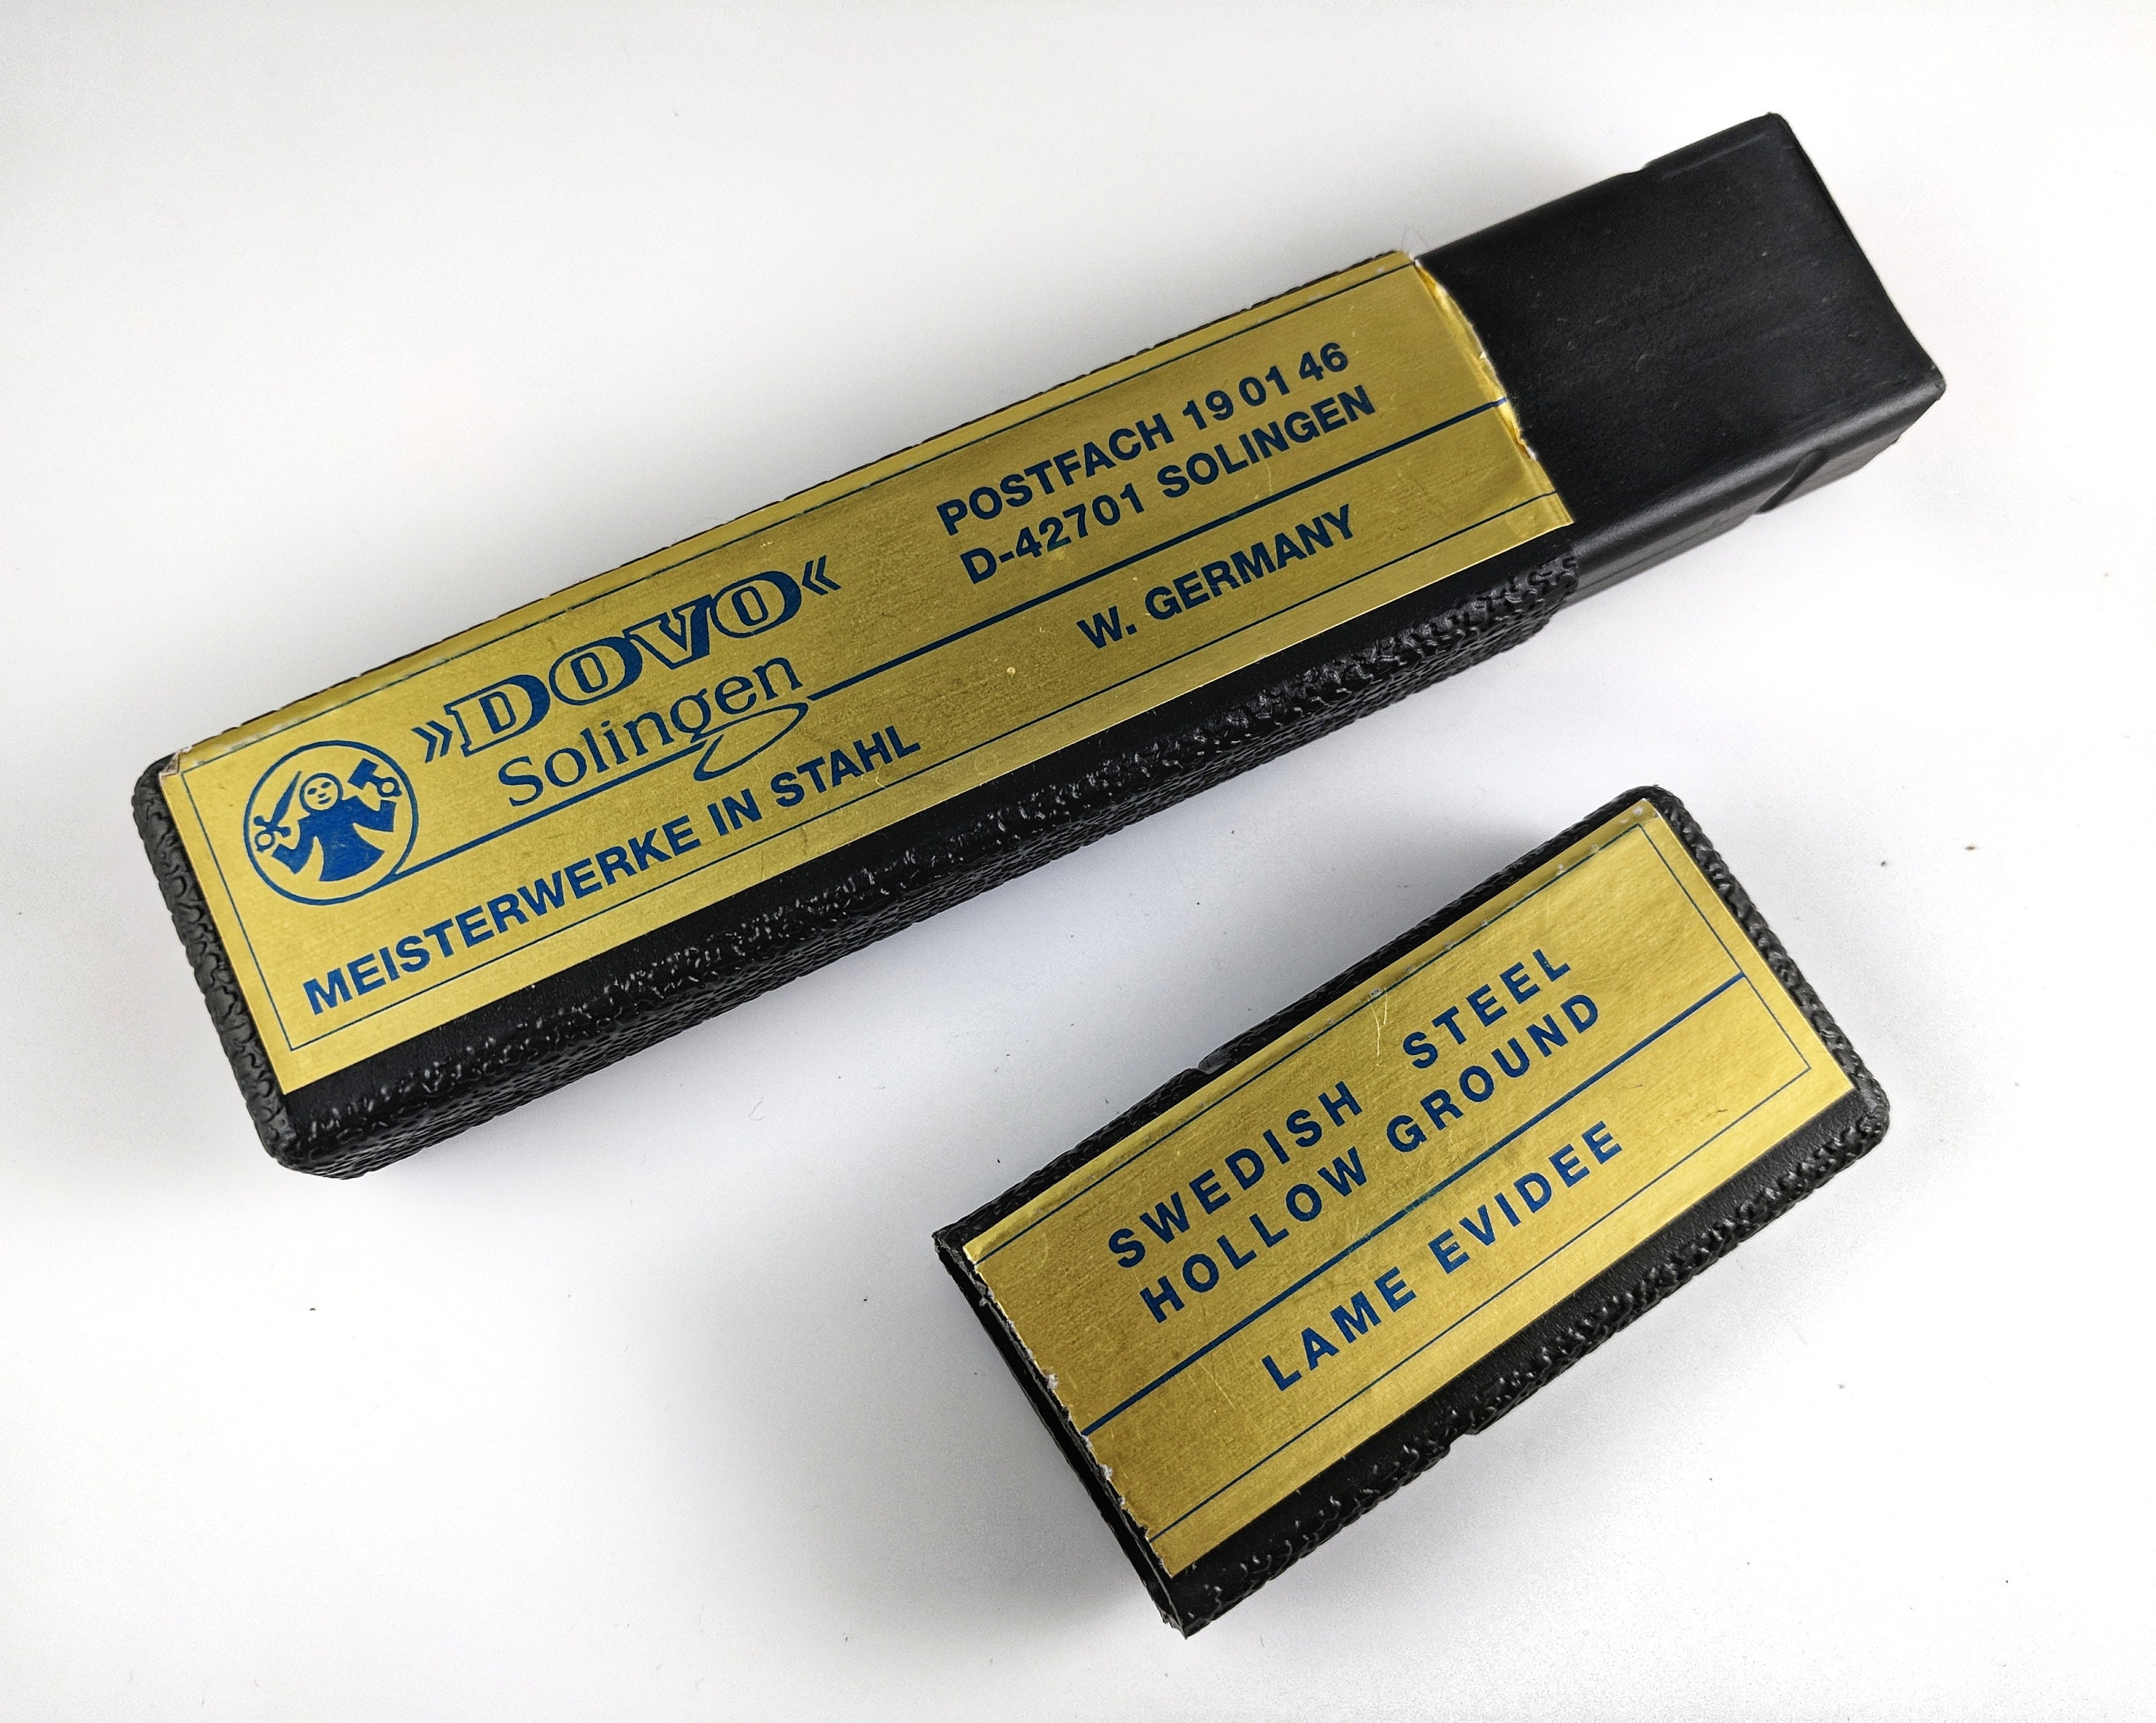 »DOVO«
Solingen
MEISTERWERKE IN STAHL
POSTFACH 19 01 46
D-42701 SOLINGEN
W. GERMANY
SWEDISH STEEL
HOLLOW GROUND
LAME EVIDEE